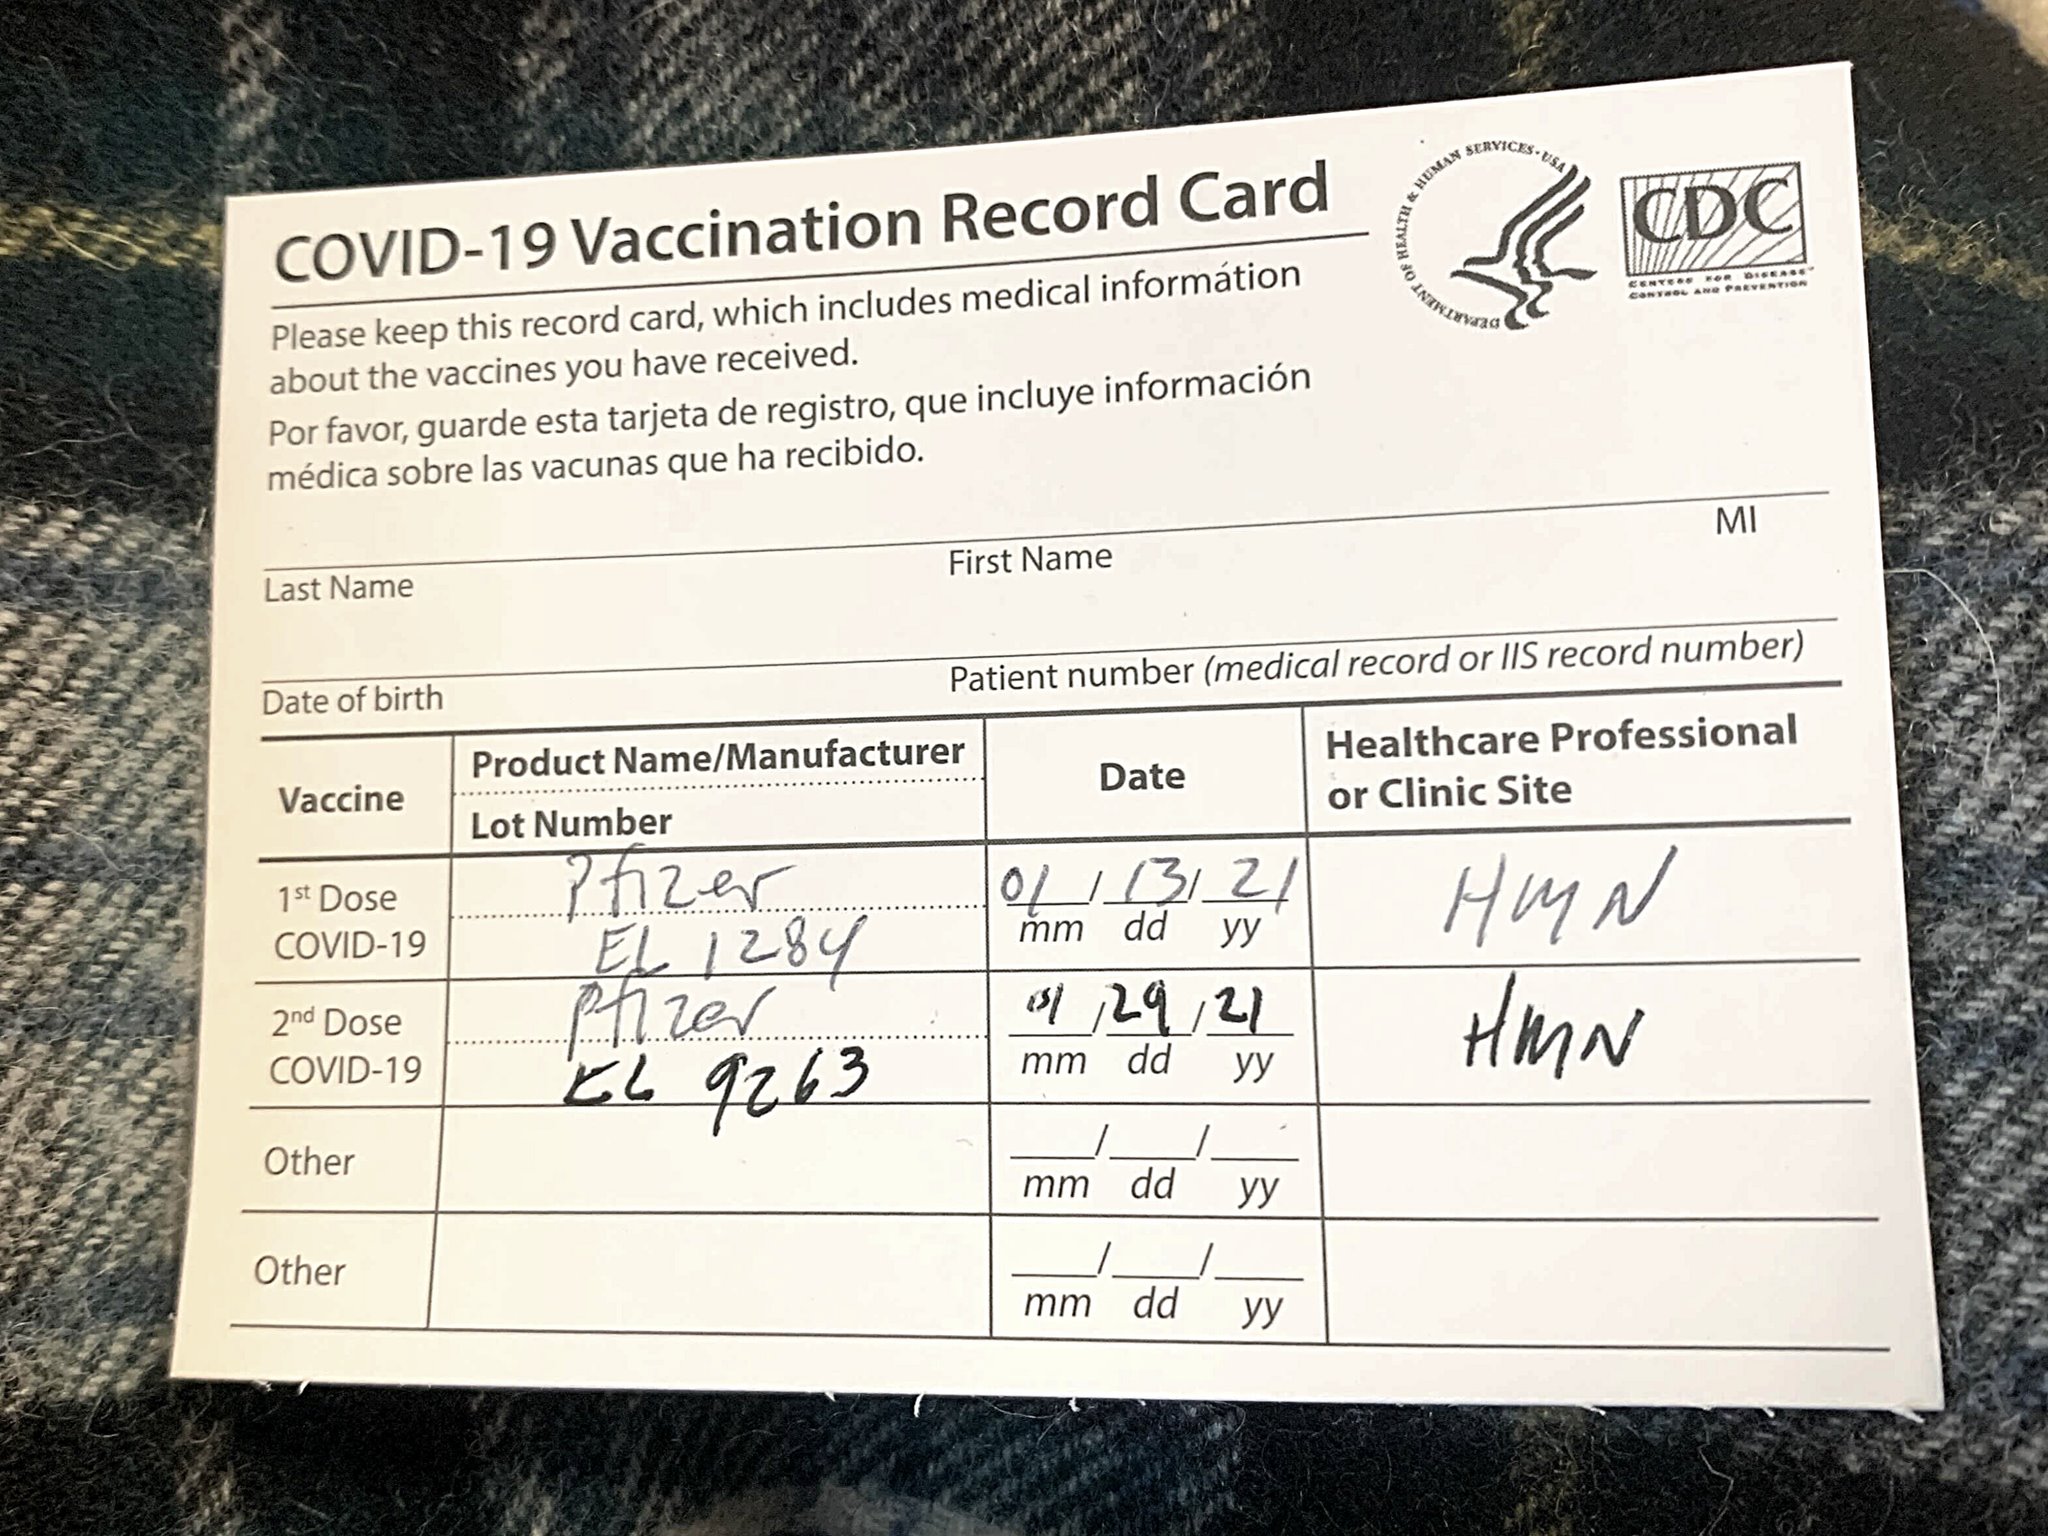 COVID-19 Vaccination Record Card
Please keep this record card, which includes medical information
about the vaccines you have received.
Por favor, guarde esta tarjeta de registro, que incluye información
médica sobre las vacunas que ha recibido.
DEPARTMENT OF HEALTH & HUMAN SERVICES • USA
CDC
CENTERS FOR DISEASE™
CONTROL AND PREVENTION
Last Name First Name MI
Date of birth Patient number (medical record or IIS record number)
Vaccine
Product Name/Manufacturer
Lot Number
Date
Healthcare Professional
or Clinic Site
1st Dose
COVID-19
Pfizer
EL 1284
01 / 13 / 21
mm dd yy
HMN
2nd Dose
COVID-19
Pfizer
EL 9263
01 / 29 / 21
mm dd yy
HMN
Other
/ /
mm dd yy
Other
/ /
mm dd yy